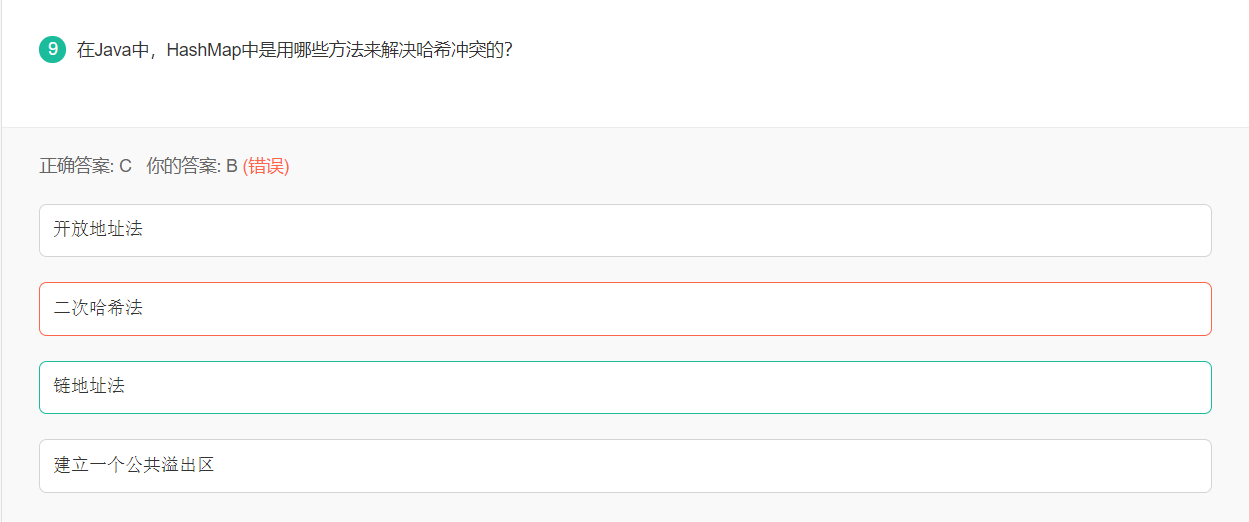 9 在Java中，HashMap中是用哪些方法来解决哈希冲突的？
正确答案: C 你的答案: B (错误)
开放地址法
二次哈希法
链地址法
建立一个公共溢出区